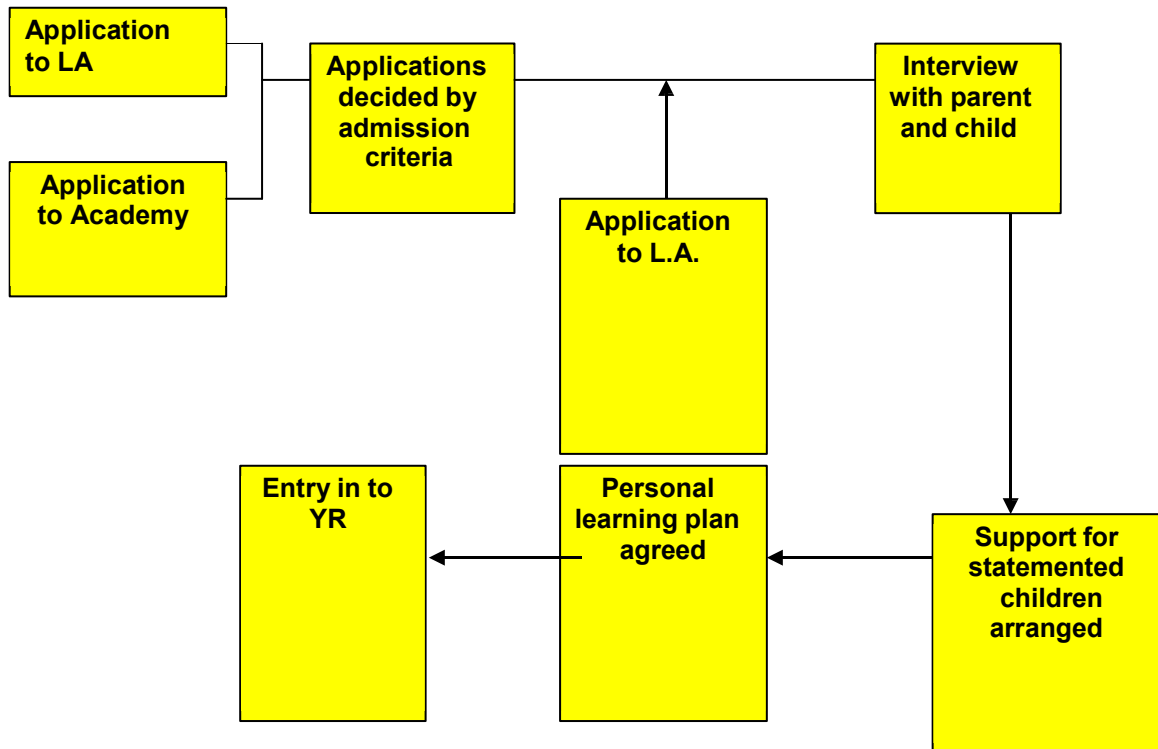 Application
to LA
Applications
decided by
admission
criteria
Interview
with parent
and child
Application
to Academy
Application
to L.A.
Entry in to
YR
Personal
learning plan
agreed
Support for
statemented
children
arranged